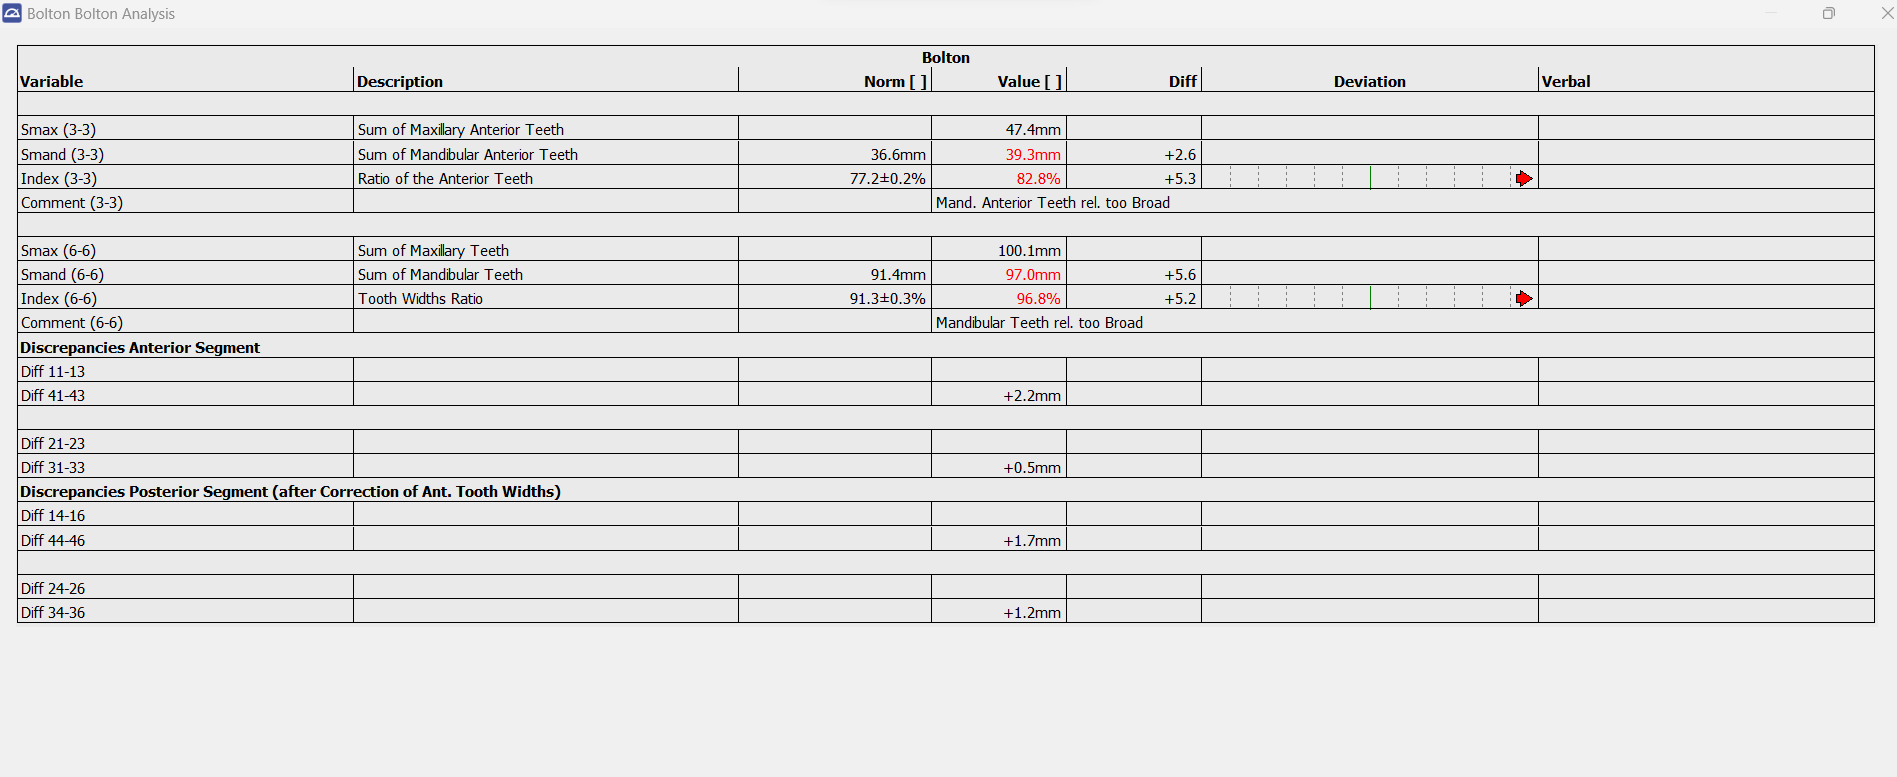 Bolton Bolton Analysis
Bolton
Variable Description Norm [ ] Value [ ] Diff Deviation Verbal
Smax (3-3) Sum of Maxillary Anterior Teeth 47.4mm
Smand (3-3) Sum of Mandibular Anterior Teeth 36.6mm 39.3mm +2.6
Index (3-3) Ratio of the Anterior Teeth 77.2±0.2% 82.8% +5.3
Comment (3-3) Mand. Anterior Teeth rel. too Broad
Smax (6-6) Sum of Maxillary Teeth 100.1mm
Smand (6-6) Sum of Mandibular Teeth 91.4mm 97.0mm +5.6
Index (6-6) Tooth Widths Ratio 91.3±0.3% 96.8% +5.2
Comment (6-6) Mandibular Teeth rel. too Broad
Discrepancies Anterior Segment
Diff 11-13
Diff 41-43 +2.2mm
Diff 21-23
Diff 31-33 +0.5mm
Discrepancies Posterior Segment (after Correction of Ant. Tooth Widths)
Diff 14-16
Diff 44-46 +1.7mm
Diff 24-26
Diff 34-36 +1.2mm